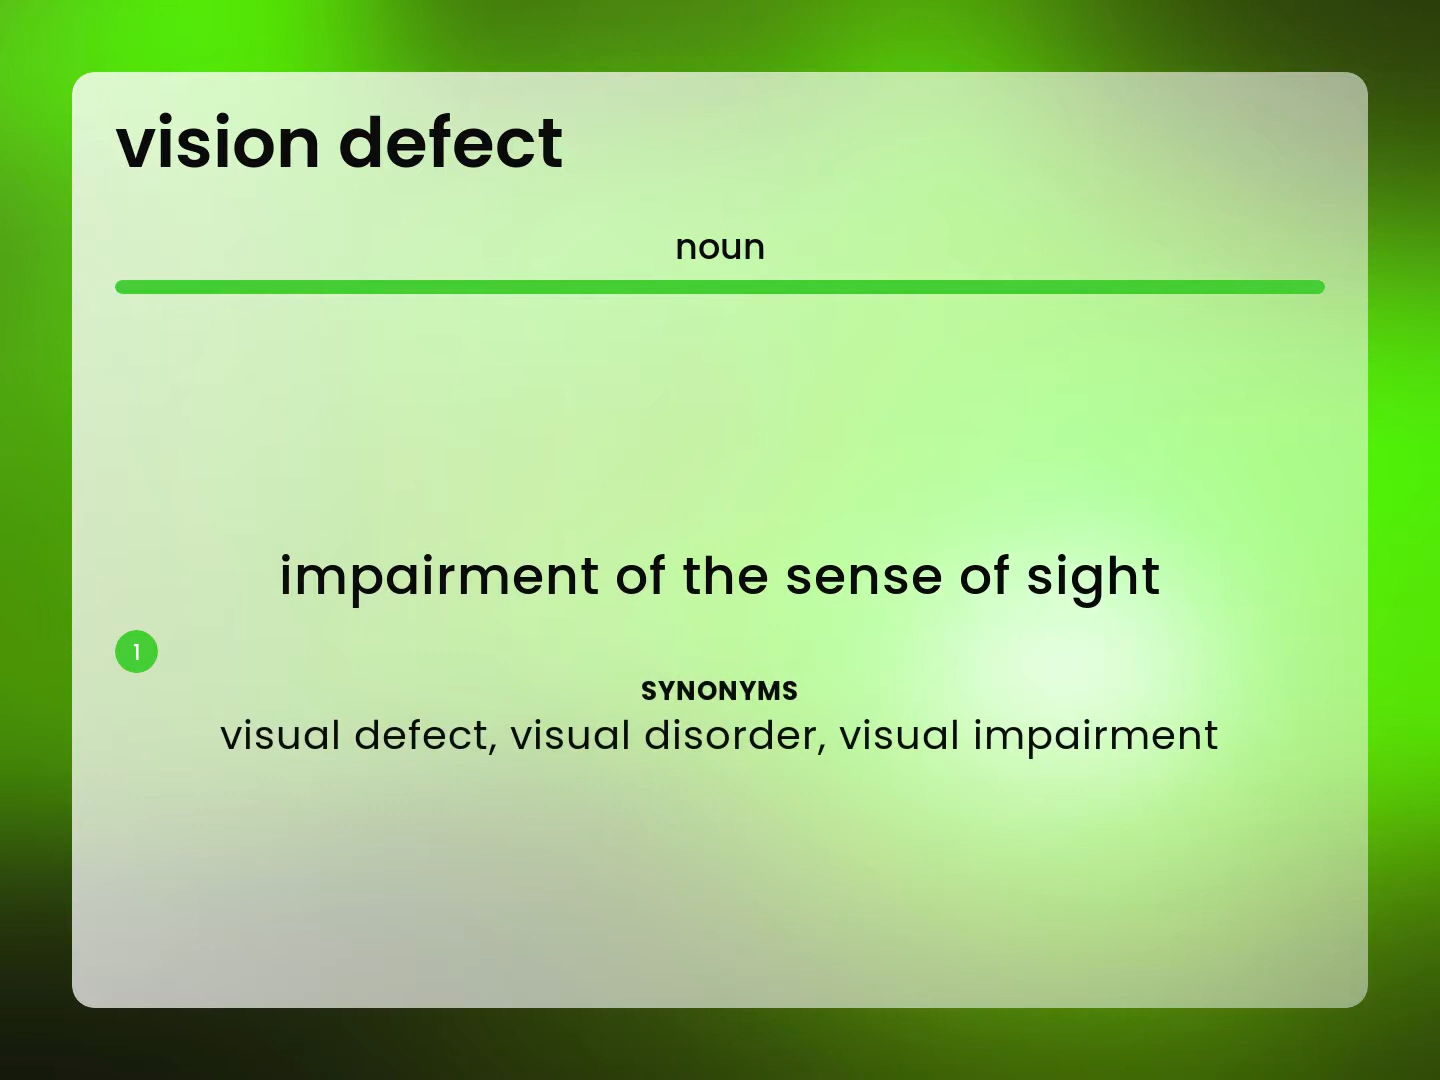 vision defect
noun
impairment of the sense of sight
1
SYNONYMS
visual defect, visual disorder, visual impairment